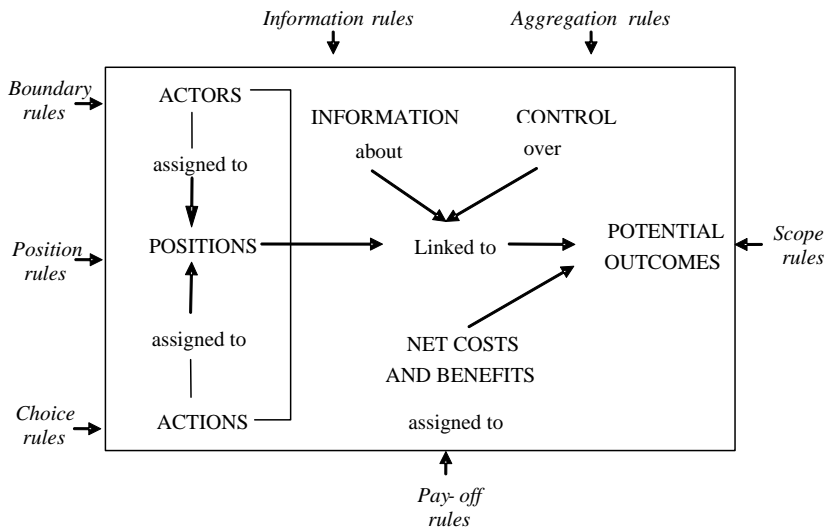 Information rules
Aggregation rules
Boundary
rules
ACTORS
INFORMATION
CONTROL
about
over
assigned to
Position
rules
POSITIONS
Linked to
POTENTIAL
OUTCOMES
Scope
rules
assigned to
NET COSTS
AND BENEFITS
Choice
rules
ACTIONS
assigned to
Pay-off
rules